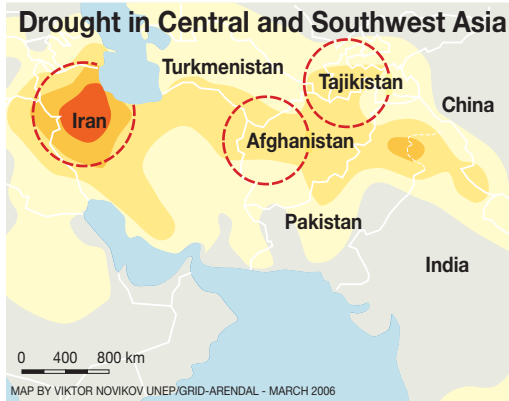 Drought in Central and Southwest Asia
Turkmenistan
Tajikistan
China
Iran
Afghanistan
Pakistan
India
0 400 800 km
MAP BY VIKTOR NOVIKOV UNEP/GRID-ARENDAL - MARCH 2006